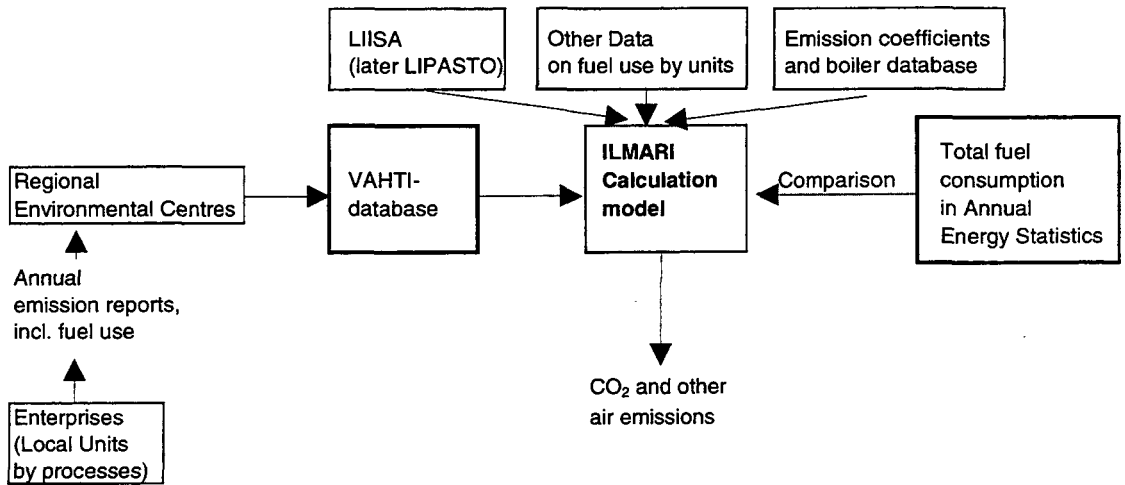 LIISA
(later LIPASTO)
Other Data
on fuel use by units
Emission coefficients
and boiler database
Regional
Environmental Centres
VAHTI-
database
ILMARI
Calculation
model
Comparison
Total fuel
consumption
in Annual
Energy Statistics
Annual
emission reports,
incl. fuel use
CO₂ and other
air emissions
Enterprises
(Local Units
by processes)